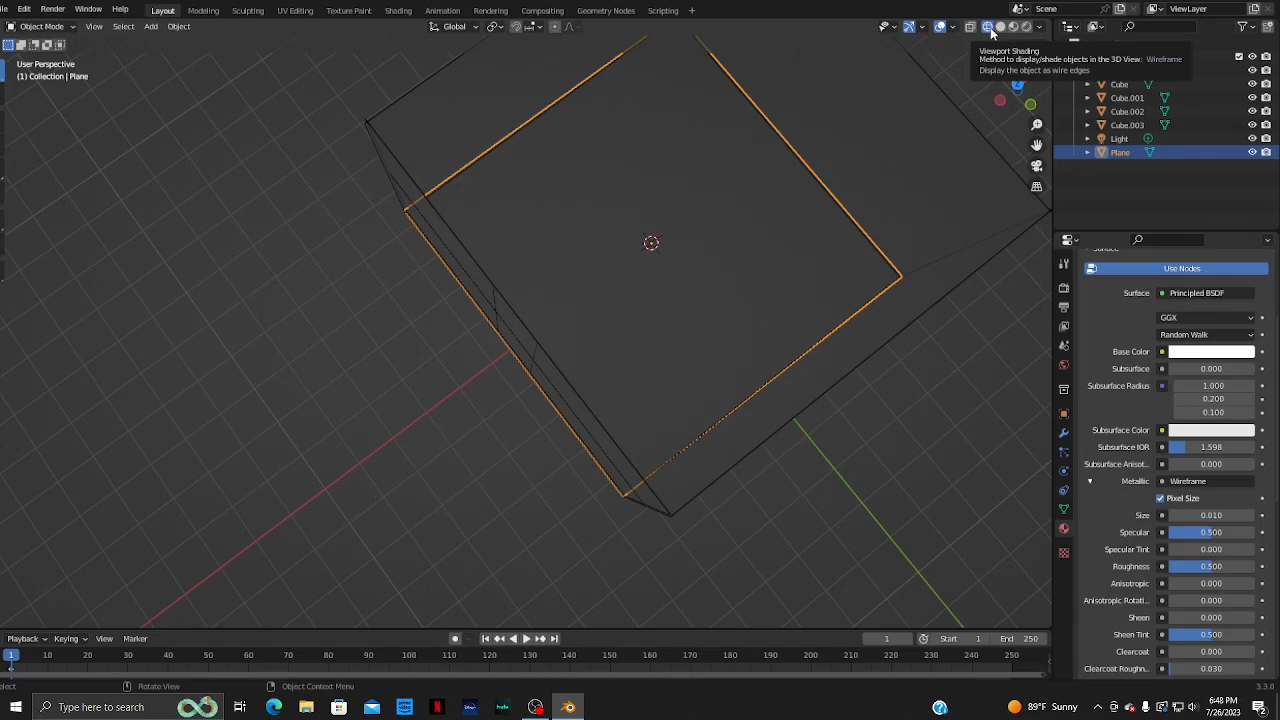 File Edit Render Window Help Layout Modeling Sculpting UV Editing Texture Paint Shading Animation Rendering Compositing Geometry Nodes Scripting + Scene ViewLayer
Object Mode View Select Add Object Global
User Perspective
(1) Collection | Plane
Viewport Shading
Method to display/shade objects in the 3D View: Wireframe
Display the object as wire edges
Cube
Cube.001
Cube.002
Cube.003
Light
Plane
Surface
Use Nodes
Surface Principled BSDF
GGX
Random Walk
Base Color
Subsurface 0.000
Subsurface Radius 1.000
0.200
0.100
Subsurface Color
Subsurface IOR 1.598
Subsurface Anisot... 0.000
Metallic Wireframe
Pixel Size
Size 0.010
Specular 0.500
Specular Tint 0.000
Roughness 0.500
Anisotropic 0.000
Anisotropic Rotati... 0.000
Sheen 0.000
Sheen Tint 0.500
Clearcoat 0.000
Clearcoat Roughn... 0.030
Playback Keying View Marker 1 Start 1 End 250
1 10 20 30 40 50 60 70 80 90 100 110 120 130 140 150 160 170 180 190 200 210 220 230 240 250
elect Rotate View Object Context Menu 3.3.0
Type here to search hulu 89°F Sunny 6:48 PM
7/26/2023